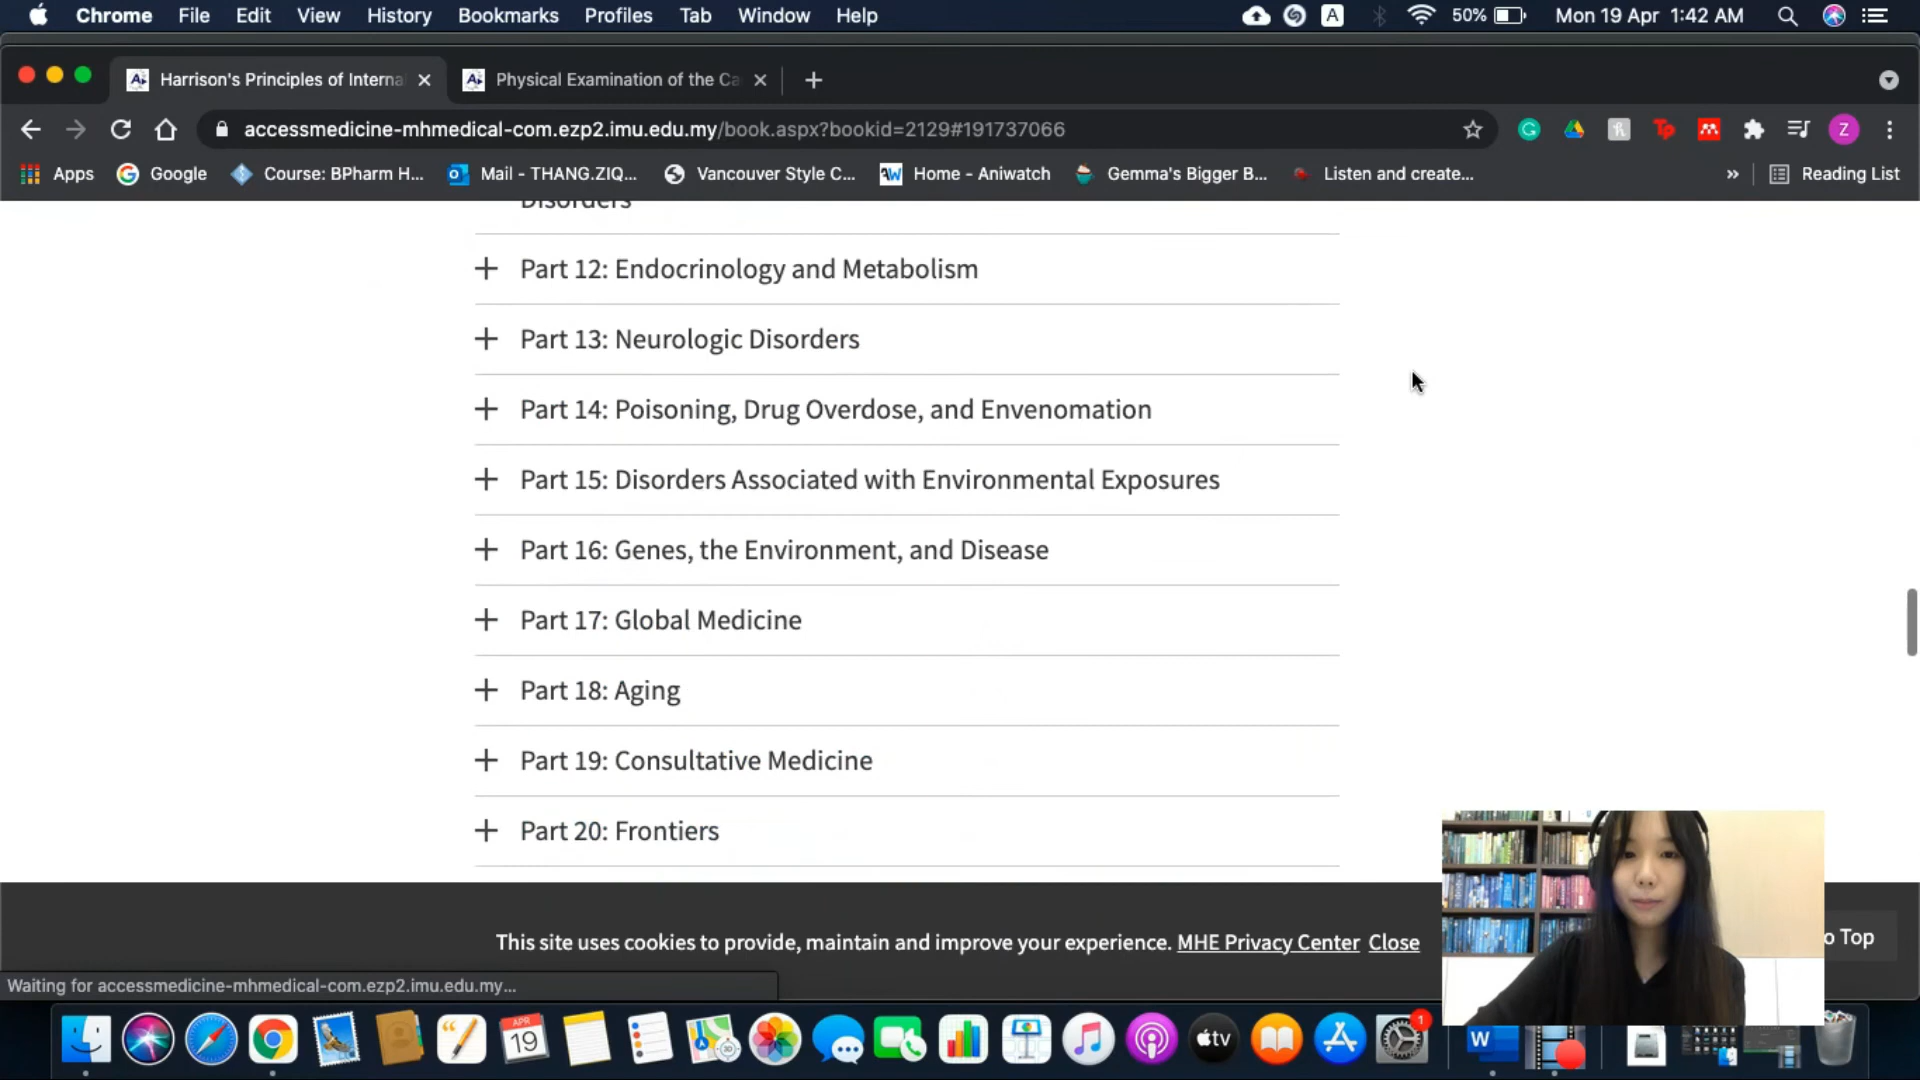 Chrome File Edit View History Bookmarks Profiles Tab Window Help A 50% Mon 19 Apr 1:42 AM
Harrison's Principles of Interna Physical Examination of the Ca
accessmedicine-mhmedical-com.ezp2.imu.edu.my/book.aspx?bookid=2129#191737066 Z
Apps Google Course: BPharm H... Mail - THANG.ZIQ... Vancouver Style C... Home - Aniwatch Gemma's Bigger B... Listen and create... » Reading List
Disorders
Part 12: Endocrinology and Metabolism
Part 13: Neurologic Disorders
Part 14: Poisoning, Drug Overdose, and Envenomation
Part 15: Disorders Associated with Environmental Exposures
Part 16: Genes, the Environment, and Disease
Part 17: Global Medicine
Part 18: Aging
Part 19: Consultative Medicine
Part 20: Frontiers
This site uses cookies to provide, maintain and improve your experience. MHE Privacy Center Close
o Top
Waiting for accessmedicine-mhmedical-com.ezp2.imu.edu.my...
APR
19
tv
1
W